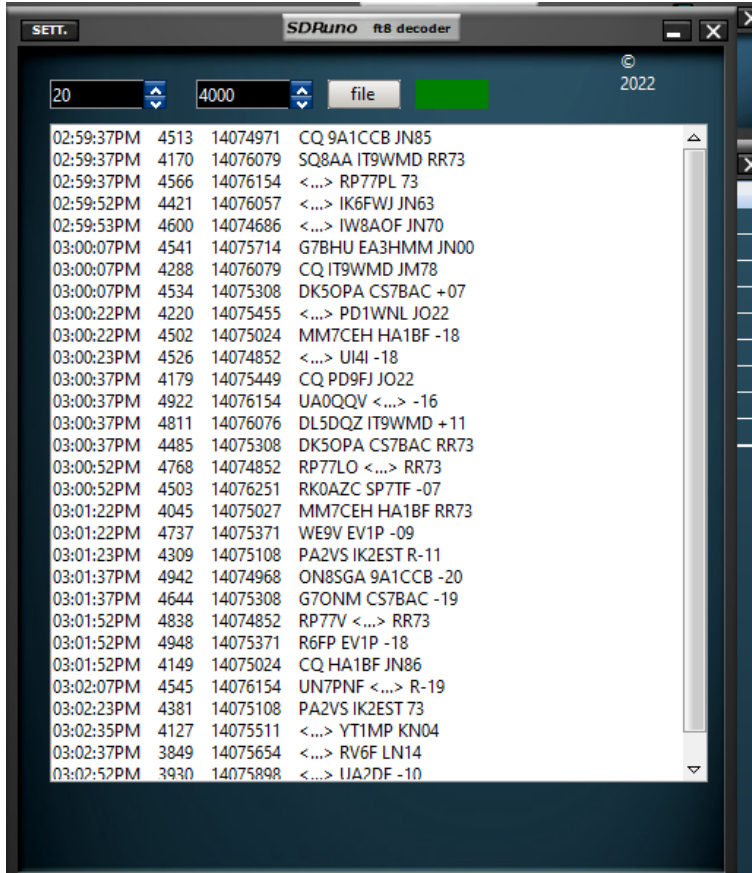 SETT. SDRuno ft8 decoder
©
2022
20 4000 file
02:59:37PM 4513 14074971 CQ 9A1CCB JN85
02:59:37PM 4170 14076079 SQ8AA IT9WMD RR73
02:59:37PM 4566 14076154 <...> RP77PL 73
02:59:52PM 4421 14076057 <...> IK6FWJ JN63
02:59:53PM 4600 14074686 <...> IW8AOF JN70
03:00:07PM 4541 14075714 G7BHU EA3HMM JN00
03:00:07PM 4288 14076079 CQ IT9WMD JM78
03:00:07PM 4534 14075308 DK5OPA CS7BAC +07
03:00:22PM 4220 14075455 <...> PD1WNL JO22
03:00:22PM 4502 14075024 MM7CEH HA1BF -18
03:00:23PM 4526 14074852 <...> UI4I -18
03:00:37PM 4179 14075449 CQ PD9FJ JO22
03:00:37PM 4922 14076154 UA0QQV <...> -16
03:00:37PM 4811 14076076 DL5DQZ IT9WMD +11
03:00:37PM 4485 14075308 DK5OPA CS7BAC RR73
03:00:52PM 4768 14074852 RP77LO <...> RR73
03:00:52PM 4503 14076251 RK0AZC SP7TF -07
03:01:22PM 4045 14075027 MM7CEH HA1BF RR73
03:01:22PM 4737 14075371 WE9V EV1P -09
03:01:23PM 4309 14075108 PA2VS IK2EST R-11
03:01:37PM 4942 14074968 ON8SGA 9A1CCB -20
03:01:37PM 4644 14075308 G7ONM CS7BAC -19
03:01:52PM 4838 14074852 RP77V <...> RR73
03:01:52PM 4948 14075371 R6FP EV1P -18
03:01:52PM 4149 14075024 CQ HA1BF JN86
03:02:07PM 4545 14076154 UN7PNF <...> R-19
03:02:23PM 4381 14075108 PA2VS IK2EST 73
03:02:35PM 4127 14075511 <...> YT1MP KN04
03:02:37PM 3849 14075654 <...> RV6F LN14
03:02:52PM 3930 14075898 <...> UA2DF -10